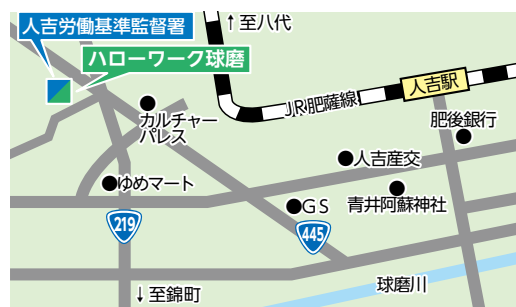 人吉労働基準監督署
↑至八代
ハローワーク球磨
人吉駅
JR肥薩線
カルチャー
パレス
肥後銀行
人吉産交
ゆめマート
青井阿蘇神社
GS
219
445
球磨川
↓至錦町